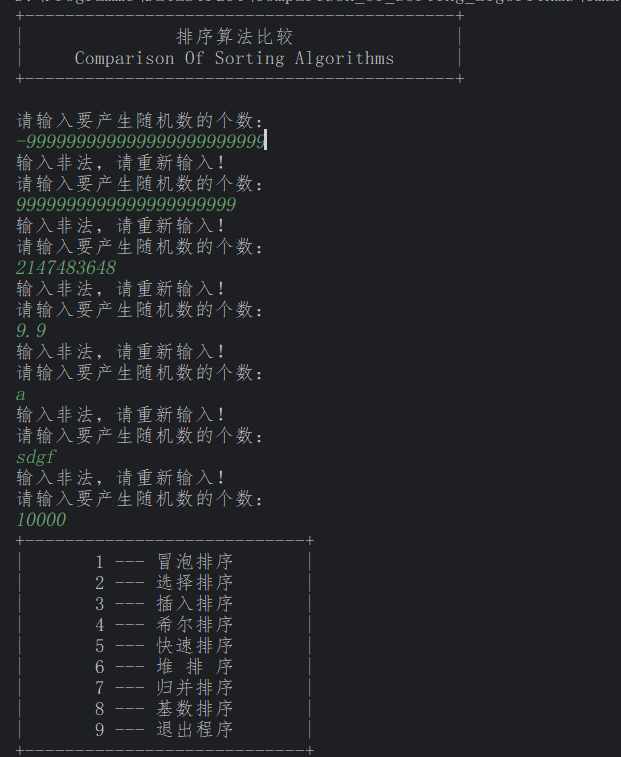 排序算法比较
Comparison Of Sorting Algorithms
请输入要产生随机数的个数：
-999999999999999999999999
输入非法，请重新输入！
请输入要产生随机数的个数：
9999999999999999999999
输入非法，请重新输入！
请输入要产生随机数的个数：
2147483648
输入非法，请重新输入！
请输入要产生随机数的个数：
9.9
输入非法，请重新输入！
请输入要产生随机数的个数：
a
输入非法，请重新输入！
请输入要产生随机数的个数：
sdgf
输入非法，请重新输入！
请输入要产生随机数的个数：
10000
1 --- 冒泡排序
2 --- 选择排序
3 --- 插入排序
4 --- 希尔排序
5 --- 快速排序
6 --- 堆 排 序
7 --- 归并排序
8 --- 基数排序
9 --- 退出程序